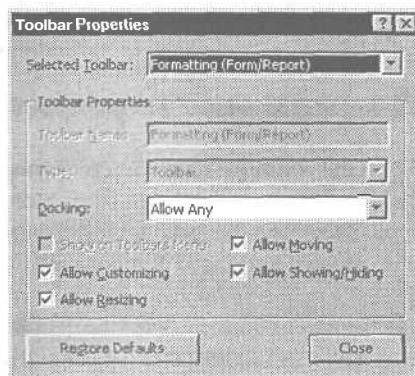 Toolbar Properties
Selected Toolbar: Formatting (Form/Report)
Toolbar Properties
Toolbar Name: Formatting (Form/Report)
Type: Toolbar
Docking: Allow Any
Show on Toolbars Menu Allow Moving
Allow Customizing Allow Showing/Hiding
Allow Resizing
Restore Defaults Close